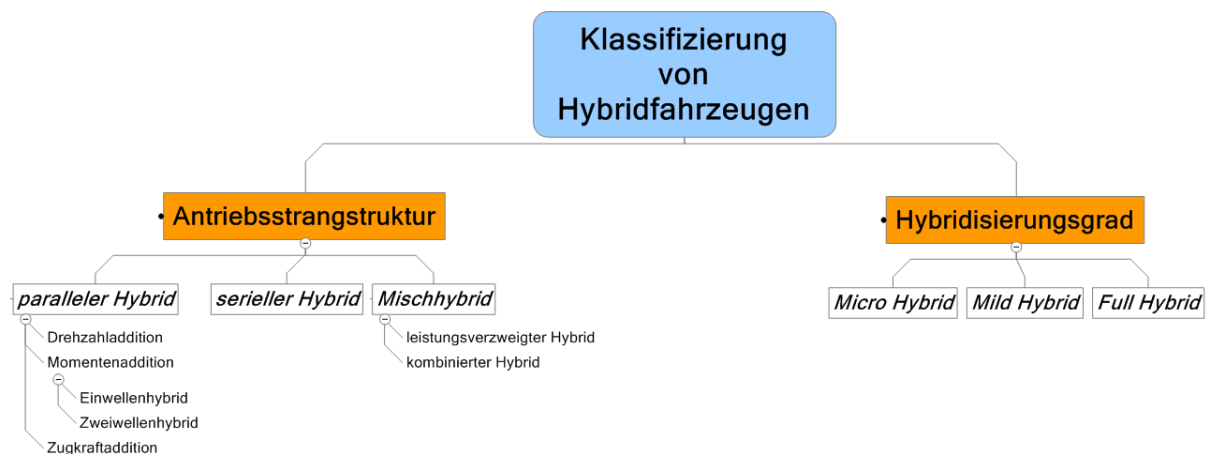 Klassifizierung
von
Hybridfahrzeugen
• Antriebsstrangstruktur
• Hybridisierungsgrad
paralleler Hybrid
serieller Hybrid
Mischhybrid
Micro Hybrid
Mild Hybrid
Full Hybrid
Drehzahladdition
Momentenaddition
Einwellenhybrid
Zweiwellenhybrid
Zugkraftaddition
leistungsverzweigter Hybrid
kombinierter Hybrid